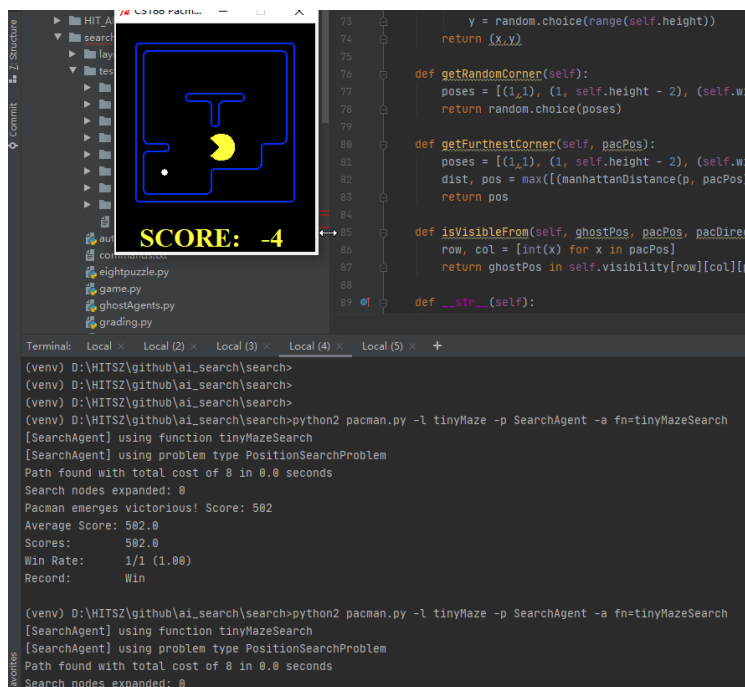 CS188 Pacm...
SCORE: -4
Z: Structure
Commit
HIT_A
search
lay
tes
aut
commands.txt
eightpuzzle.py
game.py
ghostAgents.py
grading.py
73 y = random.choice(range(self.height))
74 return (x,y)
75
76 def getRandomCorner(self):
77 poses = [(1,1), (1, self.height - 2), (self.wi
78 return random.choice(poses)
79
80 def getFurthestCorner(self, pacPos):
81 poses = [(1,1), (1, self.height - 2), (self.wi
82 dist, pos = max([(manhattanDistance(p, pacPos
83 return pos
84
85 def isVisibleFrom(self, ghostPos, pacPos, pacDirec
86 row, col = [int(x) for x in pacPos]
87 return ghostPos in self.visibility[row][col][p
88
89 def __str__(self):
Terminal: Local × Local (2) × Local (3) × Local (4) × Local (5) × +
(venv) D:\HITSZ\github\ai_search\search>
(venv) D:\HITSZ\github\ai_search\search>
(venv) D:\HITSZ\github\ai_search\search>
(venv) D:\HITSZ\github\ai_search\search>python2 pacman.py -l tinyMaze -p SearchAgent -a fn=tinyMazeSearch
[SearchAgent] using function tinyMazeSearch
[SearchAgent] using problem type PositionSearchProblem
Path found with total cost of 8 in 0.0 seconds
Search nodes expanded: 0
Pacman emerges victorious! Score: 502
Average Score: 502.0
Scores: 502.0
Win Rate: 1/1 (1.00)
Record: Win
(venv) D:\HITSZ\github\ai_search\search>python2 pacman.py -l tinyMaze -p SearchAgent -a fn=tinyMazeSearch
[SearchAgent] using function tinyMazeSearch
[SearchAgent] using problem type PositionSearchProblem
Path found with total cost of 8 in 0.0 seconds
Search nodes expanded: 0
avorites